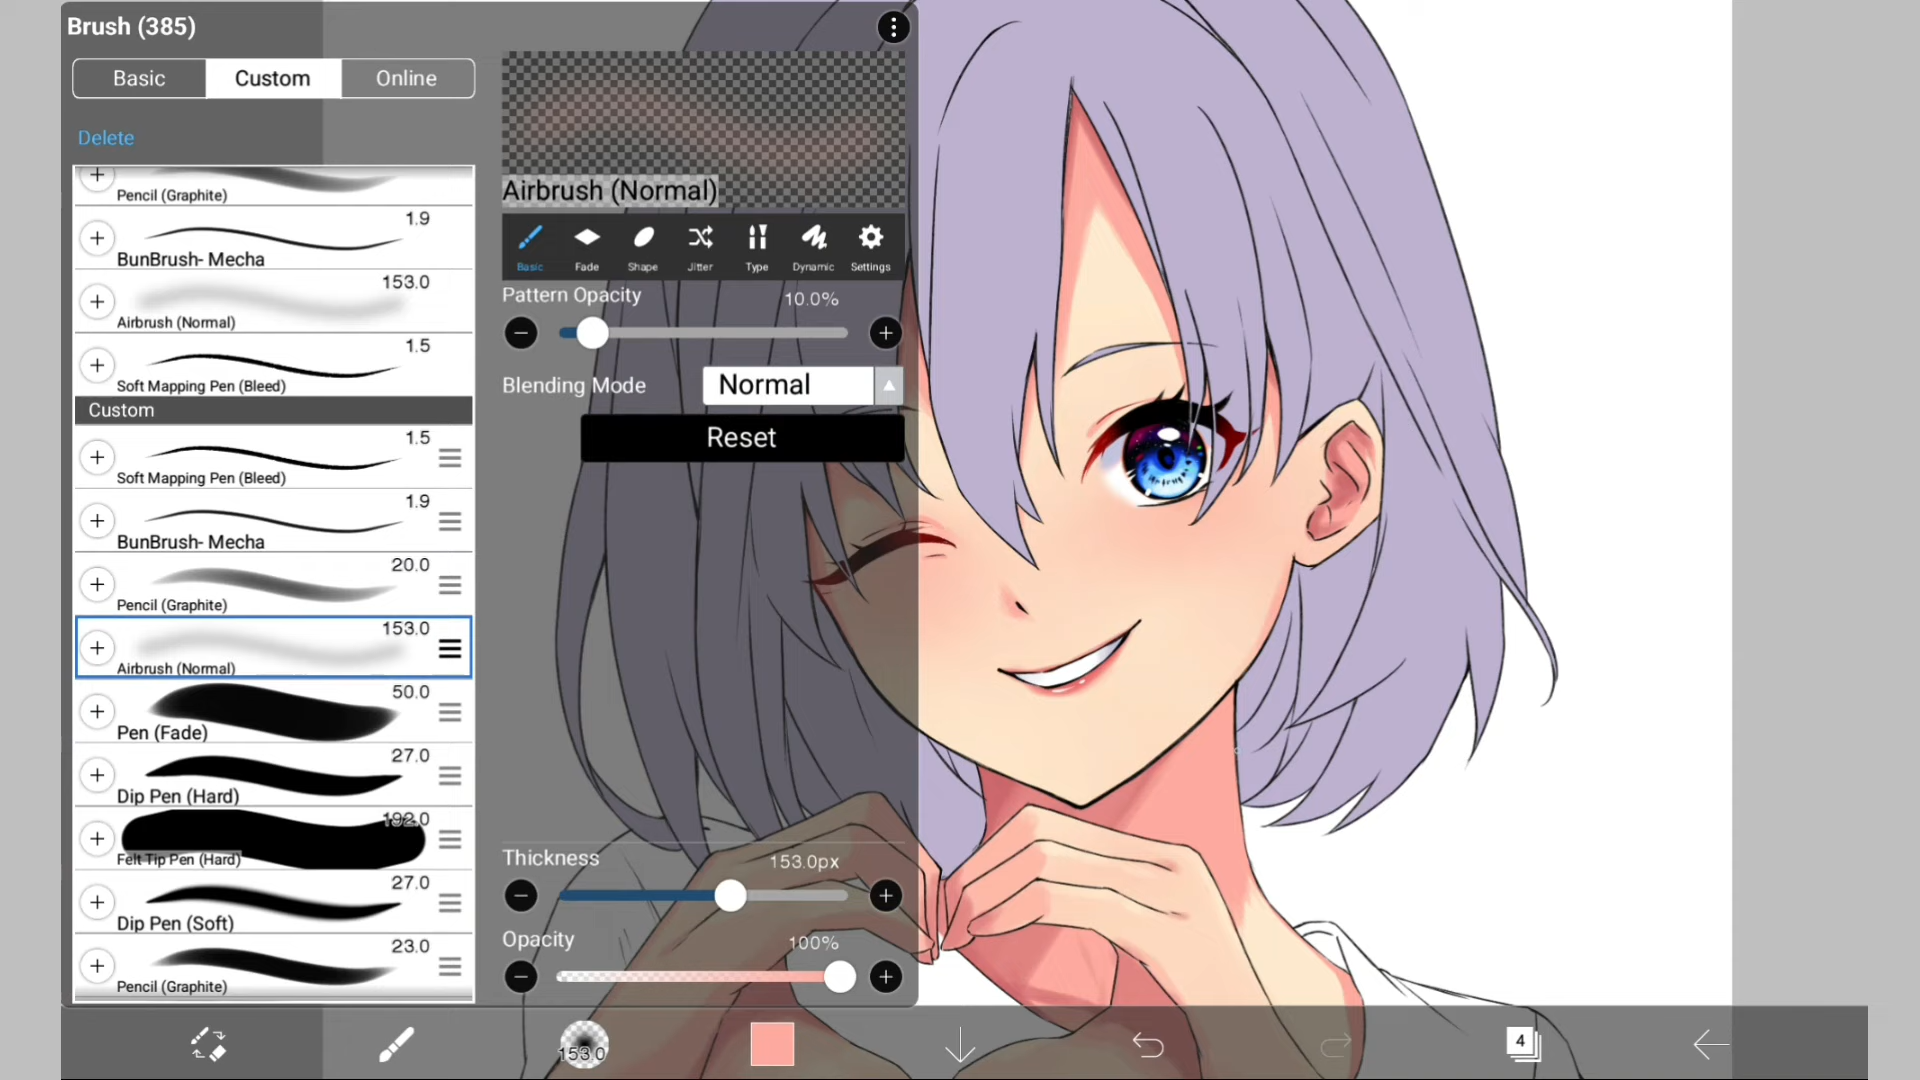 Brush (385)
Basic
Custom
Online
Delete
Pencil (Graphite)
1.9
BunBrush- Mecha
153.0
Airbrush (Normal)
1.5
Soft Mapping Pen (Bleed)
Custom
1.5
Soft Mapping Pen (Bleed)
1.9
BunBrush- Mecha
20.0
Pencil (Graphite)
153.0
Airbrush (Normal)
50.0
Pen (Fade)
27.0
Dip Pen (Hard)
192.0
Felt Tip Pen (Hard)
27.0
Dip Pen (Soft)
23.0
Pencil (Graphite)
Airbrush (Normal)
Basic
Fade
Shape
Jitter
Type
Dynamic
Settings
Pattern Opacity
10.0%
Blending Mode
Normal
Reset
Thickness
153.0px
Opacity
100%
153.0
4